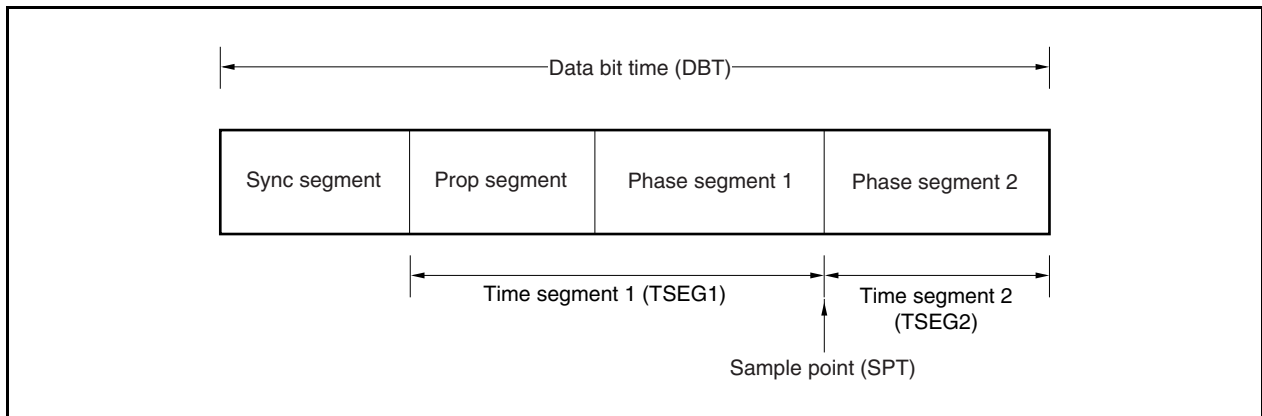 Data bit time (DBT)
Sync segment
Prop segment
Phase segment 1
Phase segment 2
Time segment 1 (TSEG1)
Time segment 2
(TSEG2)
Sample point (SPT)